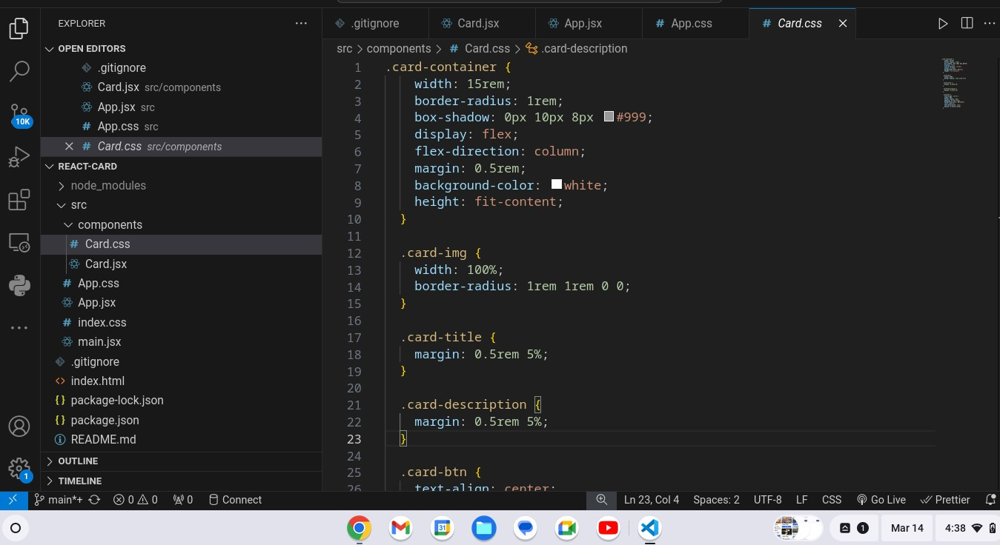 EXPLORER
OPEN EDITORS
.gitignore
Card.jsx src/components
App.jsx src
App.css src
Card.css src/components
REACT-CARD
node_modules
src
components
Card.css
Card.jsx
App.css
App.jsx
index.css
main.jsx
.gitignore
index.html
package-lock.json
package.json
README.md
OUTLINE
TIMELINE
10K
1
.gitignore Card.jsx App.jsx App.css Card.css
src components Card.css .card-description
1 .card-container {
2 width: 15rem;
3 border-radius: 1rem;
4 box-shadow: 0px 10px 8px #999;
5 display: flex;
6 flex-direction: column;
7 margin: 0.5rem;
8 background-color: white;
9 height: fit-content;
10 }
11
12 .card-img {
13 width: 100%;
14 border-radius: 1rem 1rem 0 0;
15 }
16
17 .card-title {
18 margin: 0.5rem 5%;
19 }
20
21 .card-description {
22 margin: 0.5rem 5%;
23 }
24
25 .card-btn {
26 text-align: center;
main*+ 0 0 0 Connect Ln 23, Col 4 Spaces: 2 UTF-8 LF CSS Go Live Prettier
31 1 Mar 14 4:38